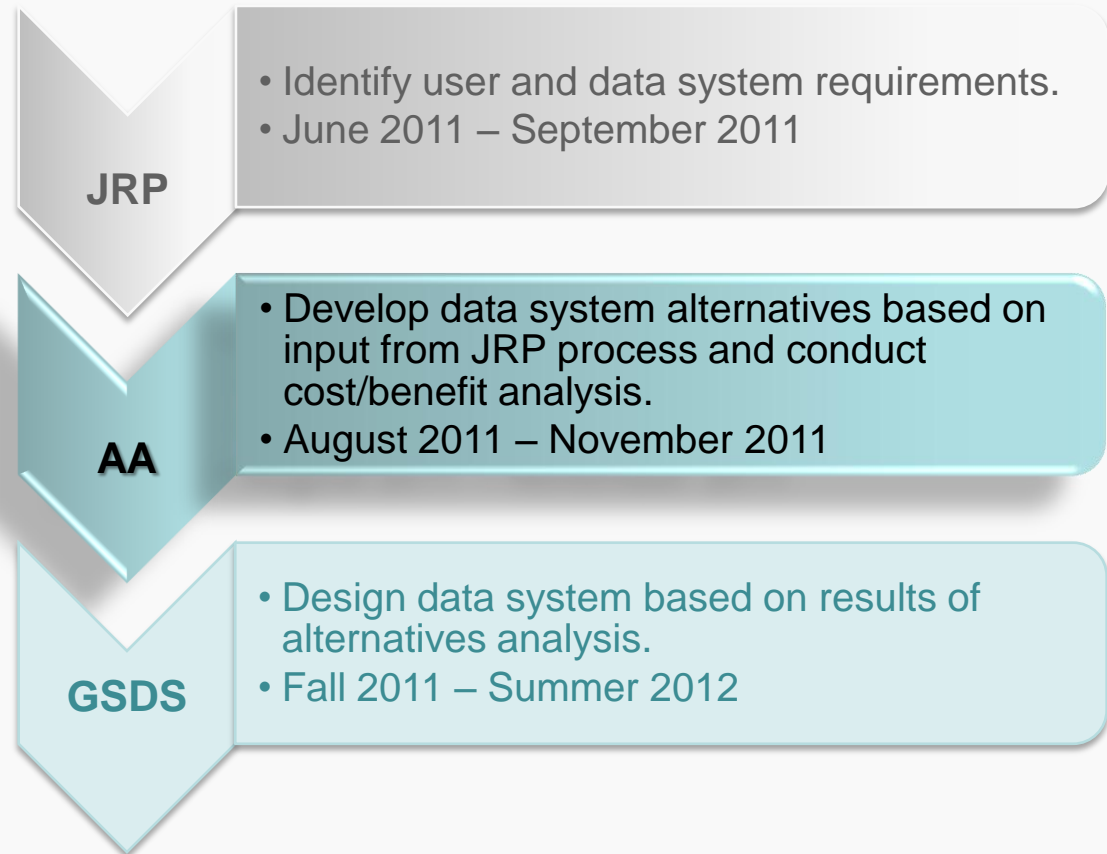 • Identify user and data system requirements.
• June 2011 – September 2011
JRP
• Develop data system alternatives based on
input from JRP process and conduct
cost/benefit analysis.
• August 2011 – November 2011
AA
• Design data system based on results of
alternatives analysis.
• Fall 2011 – Summer 2012
GSDS